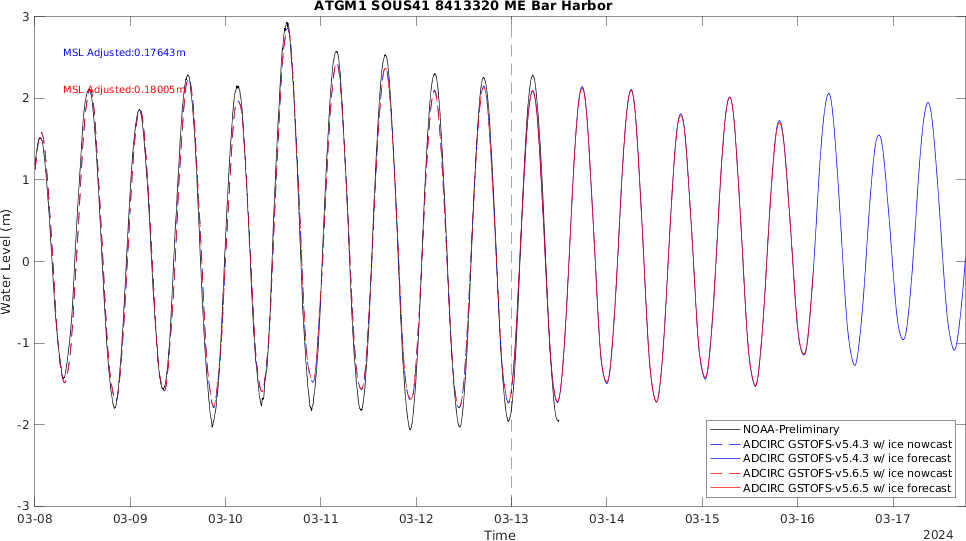 ATGM1 SOUS41 8413320 ME Bar Harbor
MSL Adjusted:0.17643m
MSL Adjusted:0.18005m
3
2
1
0
-1
-2
-3
Water Level (m)
03-08 03-09 03-10 03-11 03-12 03-13 03-14 03-15 03-16 03-17
Time
2024
NOAA-Preliminary
ADCIRC GSTOFS-v5.4.3 w/ ice nowcast
ADCIRC GSTOFS-v5.4.3 w/ ice forecast
ADCIRC GSTOFS-v5.6.5 w/ ice nowcast
ADCIRC GSTOFS-v5.6.5 w/ ice forecast